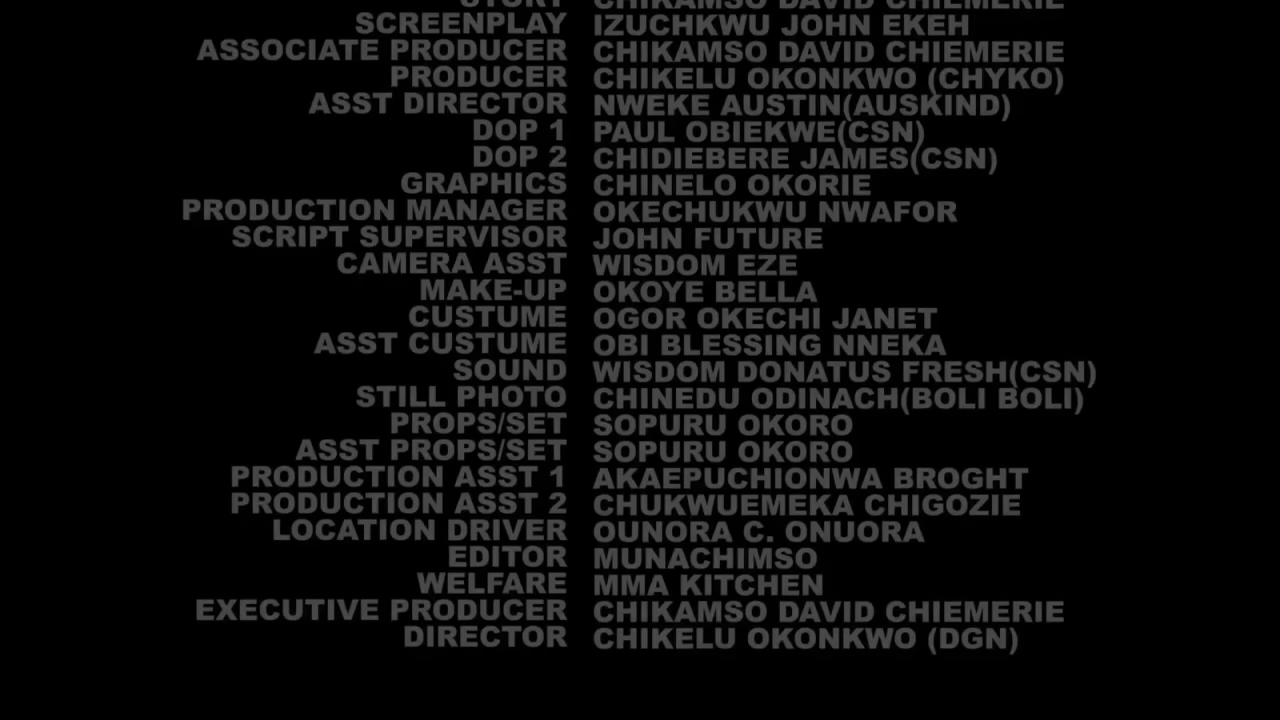 STORY CHIKAMSO DAVID CHIEMERIE
SCREENPLAY IZUCHKWU JOHN EKEH
ASSOCIATE PRODUCER CHIKAMSO DAVID CHIEMERIE
PRODUCER CHIKELU OKONKWO (CHYKO)
ASST DIRECTOR NWEKE AUSTIN(AUSKIND)
DOP 1 PAUL OBIEKWE(CSN)
DOP 2 CHIDIEBERE JAMES(CSN)
GRAPHICS CHINELO OKORIE
PRODUCTION MANAGER OKECHUKWU NWAFOR
SCRIPT SUPERVISOR JOHN FUTURE
CAMERA ASST WISDOM EZE
MAKE-UP OKOYE BELLA
CUSTUME OGOR OKECHI JANET
ASST CUSTUME OBI BLESSING NNEKA
SOUND WISDOM DONATUS FRESH(CSN)
STILL PHOTO CHINEDU ODINACH(BOLI BOLI)
PROPS/SET SOPURU OKORO
ASST PROPS/SET SOPURU OKORO
PRODUCTION ASST 1 AKAEPUCHIONWA BROGHT
PRODUCTION ASST 2 CHUKWUEMEKA CHIGOZIE
LOCATION DRIVER OUNORA C. ONUORA
EDITOR MUNACHIMSO
WELFARE MMA KITCHEN
EXECUTIVE PRODUCER CHIKAMSO DAVID CHIEMERIE
DIRECTOR CHIKELU OKONKWO (DGN)